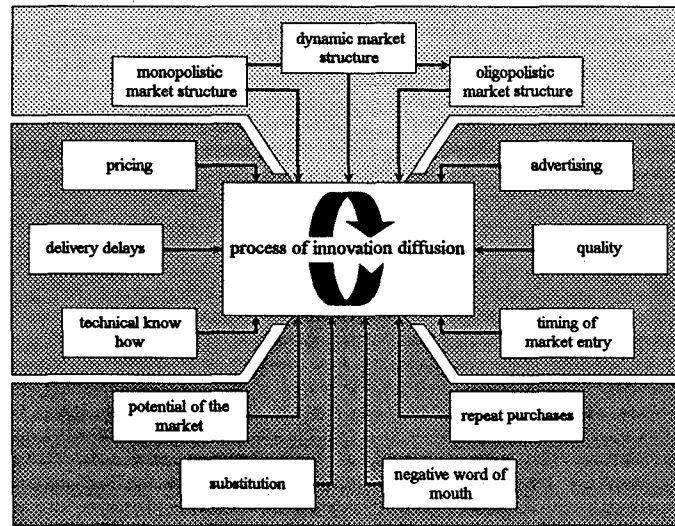 dynamic market
structure
monopolistic
market structure
oligopolistic
market structure
pricing
advertising
delivery delays
process of innovation diffusion
quality
technical know
how
timing of
market entry
potential of the
market
repeat purchases
substitution
negative word of
mouth